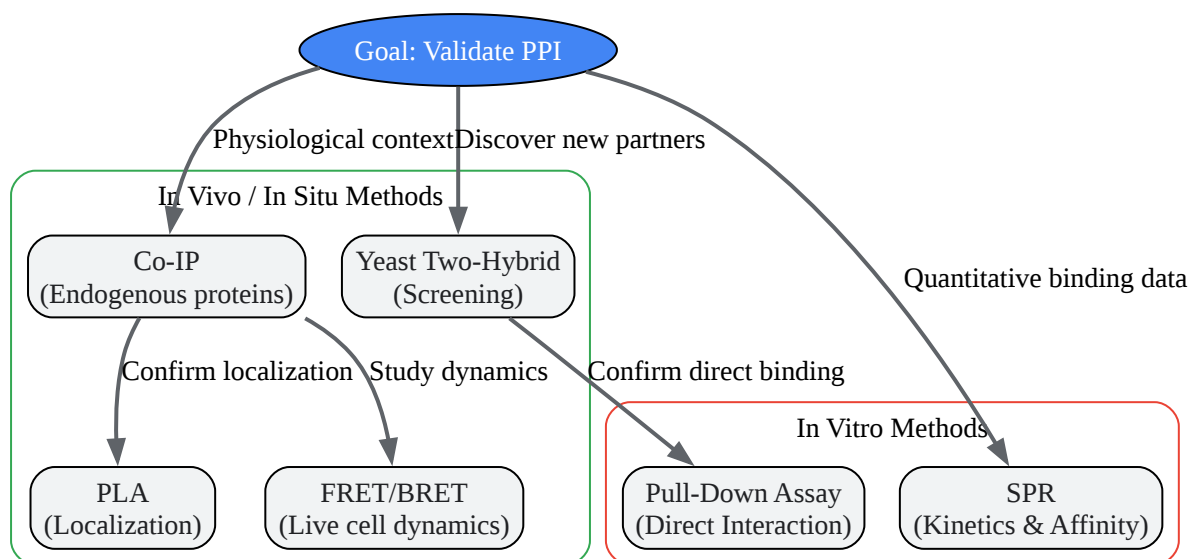 Goal: Validate PPI
Physiological context
Discover new partners
In Vivo / In Situ Methods
Co-IP
(Endogenous proteins)
Yeast Two-Hybrid
(Screening)
Quantitative binding data
Confirm localization
Study dynamics
Confirm direct binding
In Vitro Methods
PLA
(Localization)
FRET/BRET
(Live cell dynamics)
Pull-Down Assay
(Direct Interaction)
SPR
(Kinetics & Affinity)